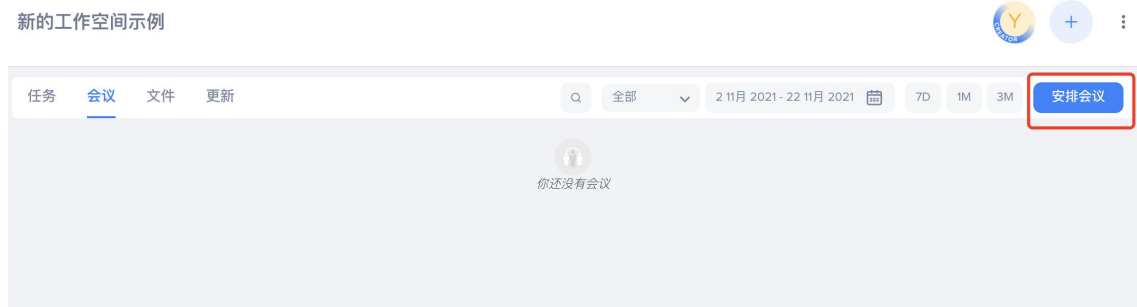 新的工作空间示例
Y
CREATOR
+
任务 会议 文件 更新 全部 2 11月 2021 - 22 11月 2021 7D 1M 3M 安排会议
你还没有会议